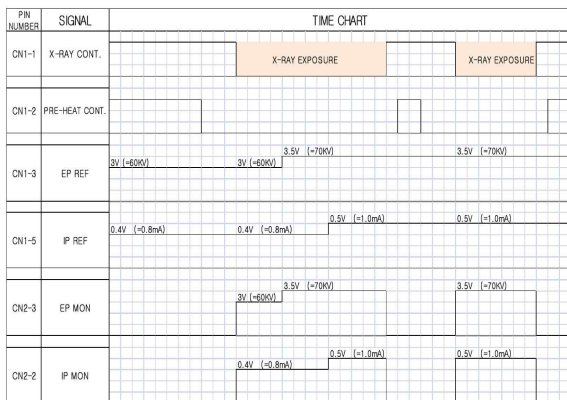 PIN NUMBER SIGNAL TIME CHART
CN1-1 X-RAY CONT. X-RAY EXPOSURE X-RAY EXPOSURE
CN1-2 PRE-HEAT CONT.
3.5V (=70KV) 3.5V (=70KV)
3V (=60KV) 3V (=60KV)
CN1-3 EP REF
0.5V (=1.0mA) 0.5V (=1.0mA)
0.4V (=0.8mA) 0.4V (=0.8mA)
CN1-5 IP REF
3.5V (=70KV) 3.5V (=70KV)
3V (=60KV)
CN2-3 EP MON
0.5V (=1.0mA) 0.5V (=1.0mA)
0.4V (=0.8mA)
CN2-2 IP MON